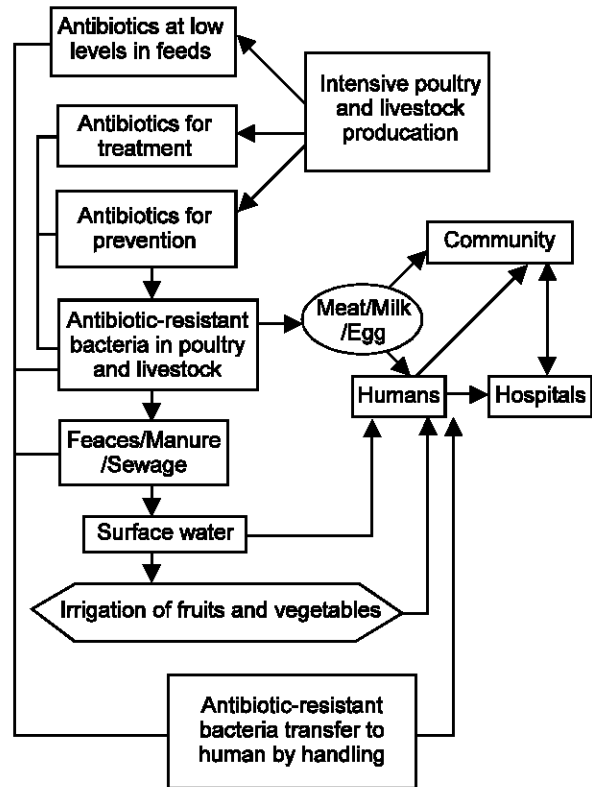 Antibiotics at low
levels in feeds
Intensive poultry
and livestock
producation
Antibiotics for
treatment
Antibiotics for
prevention
Community
Meat/Milk
/Egg
Antibiotic-resistant
bacteria in poultry
and livestock
Humans
Hospitals
Feaces/Manure
/Sewage
Surface water
Irrigation of fruits and vegetables
Antibiotic-resistant
bacteria transfer to
human by handling